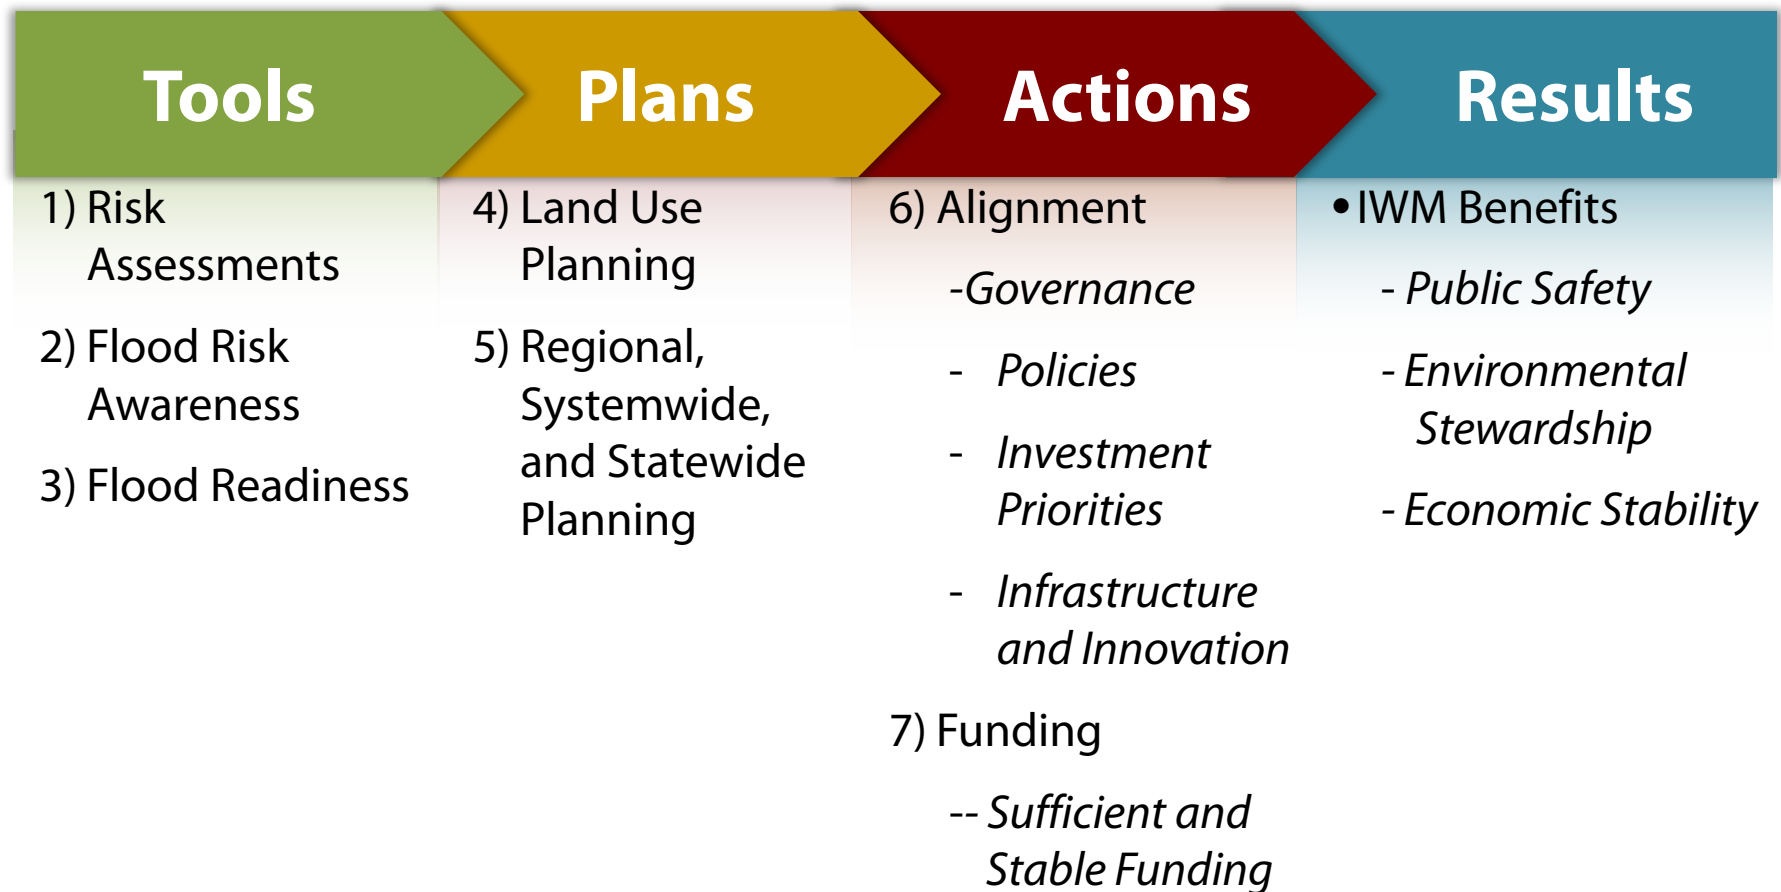 Tools
Plans
Actions
Results
1) Risk
Assessments
2) Flood Risk
Awareness
3) Flood Readiness
4) Land Use
Planning
5) Regional,
Systemwide,
and Statewide
Planning
6) Alignment
-Governance
- Policies
- Investment
Priorities
- Infrastructure
and Innovation
7) Funding
-- Sufficient and
Stable Funding
•IWM Benefits
- Public Safety
- Environmental
Stewardship
- Economic Stability